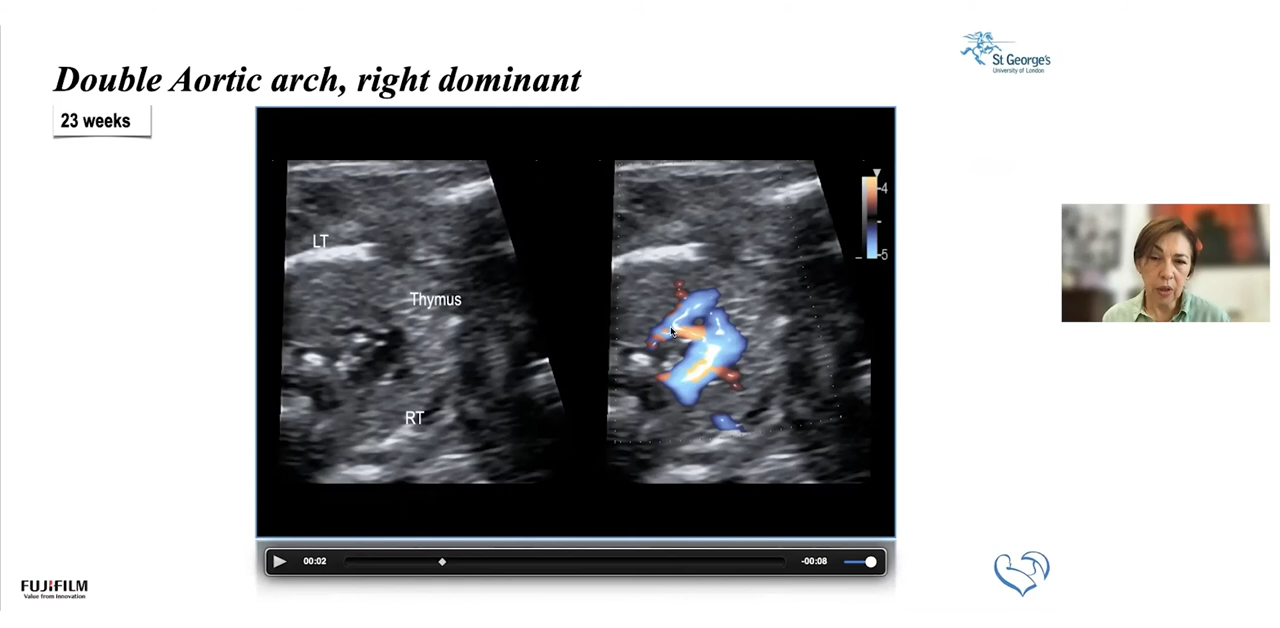 Double Aortic arch, right dominant
St George's
University of London
23 weeks
LT
Thymus
RT
-4
-5
00:02
-00:08
FUJIFILM
Value from Innovation